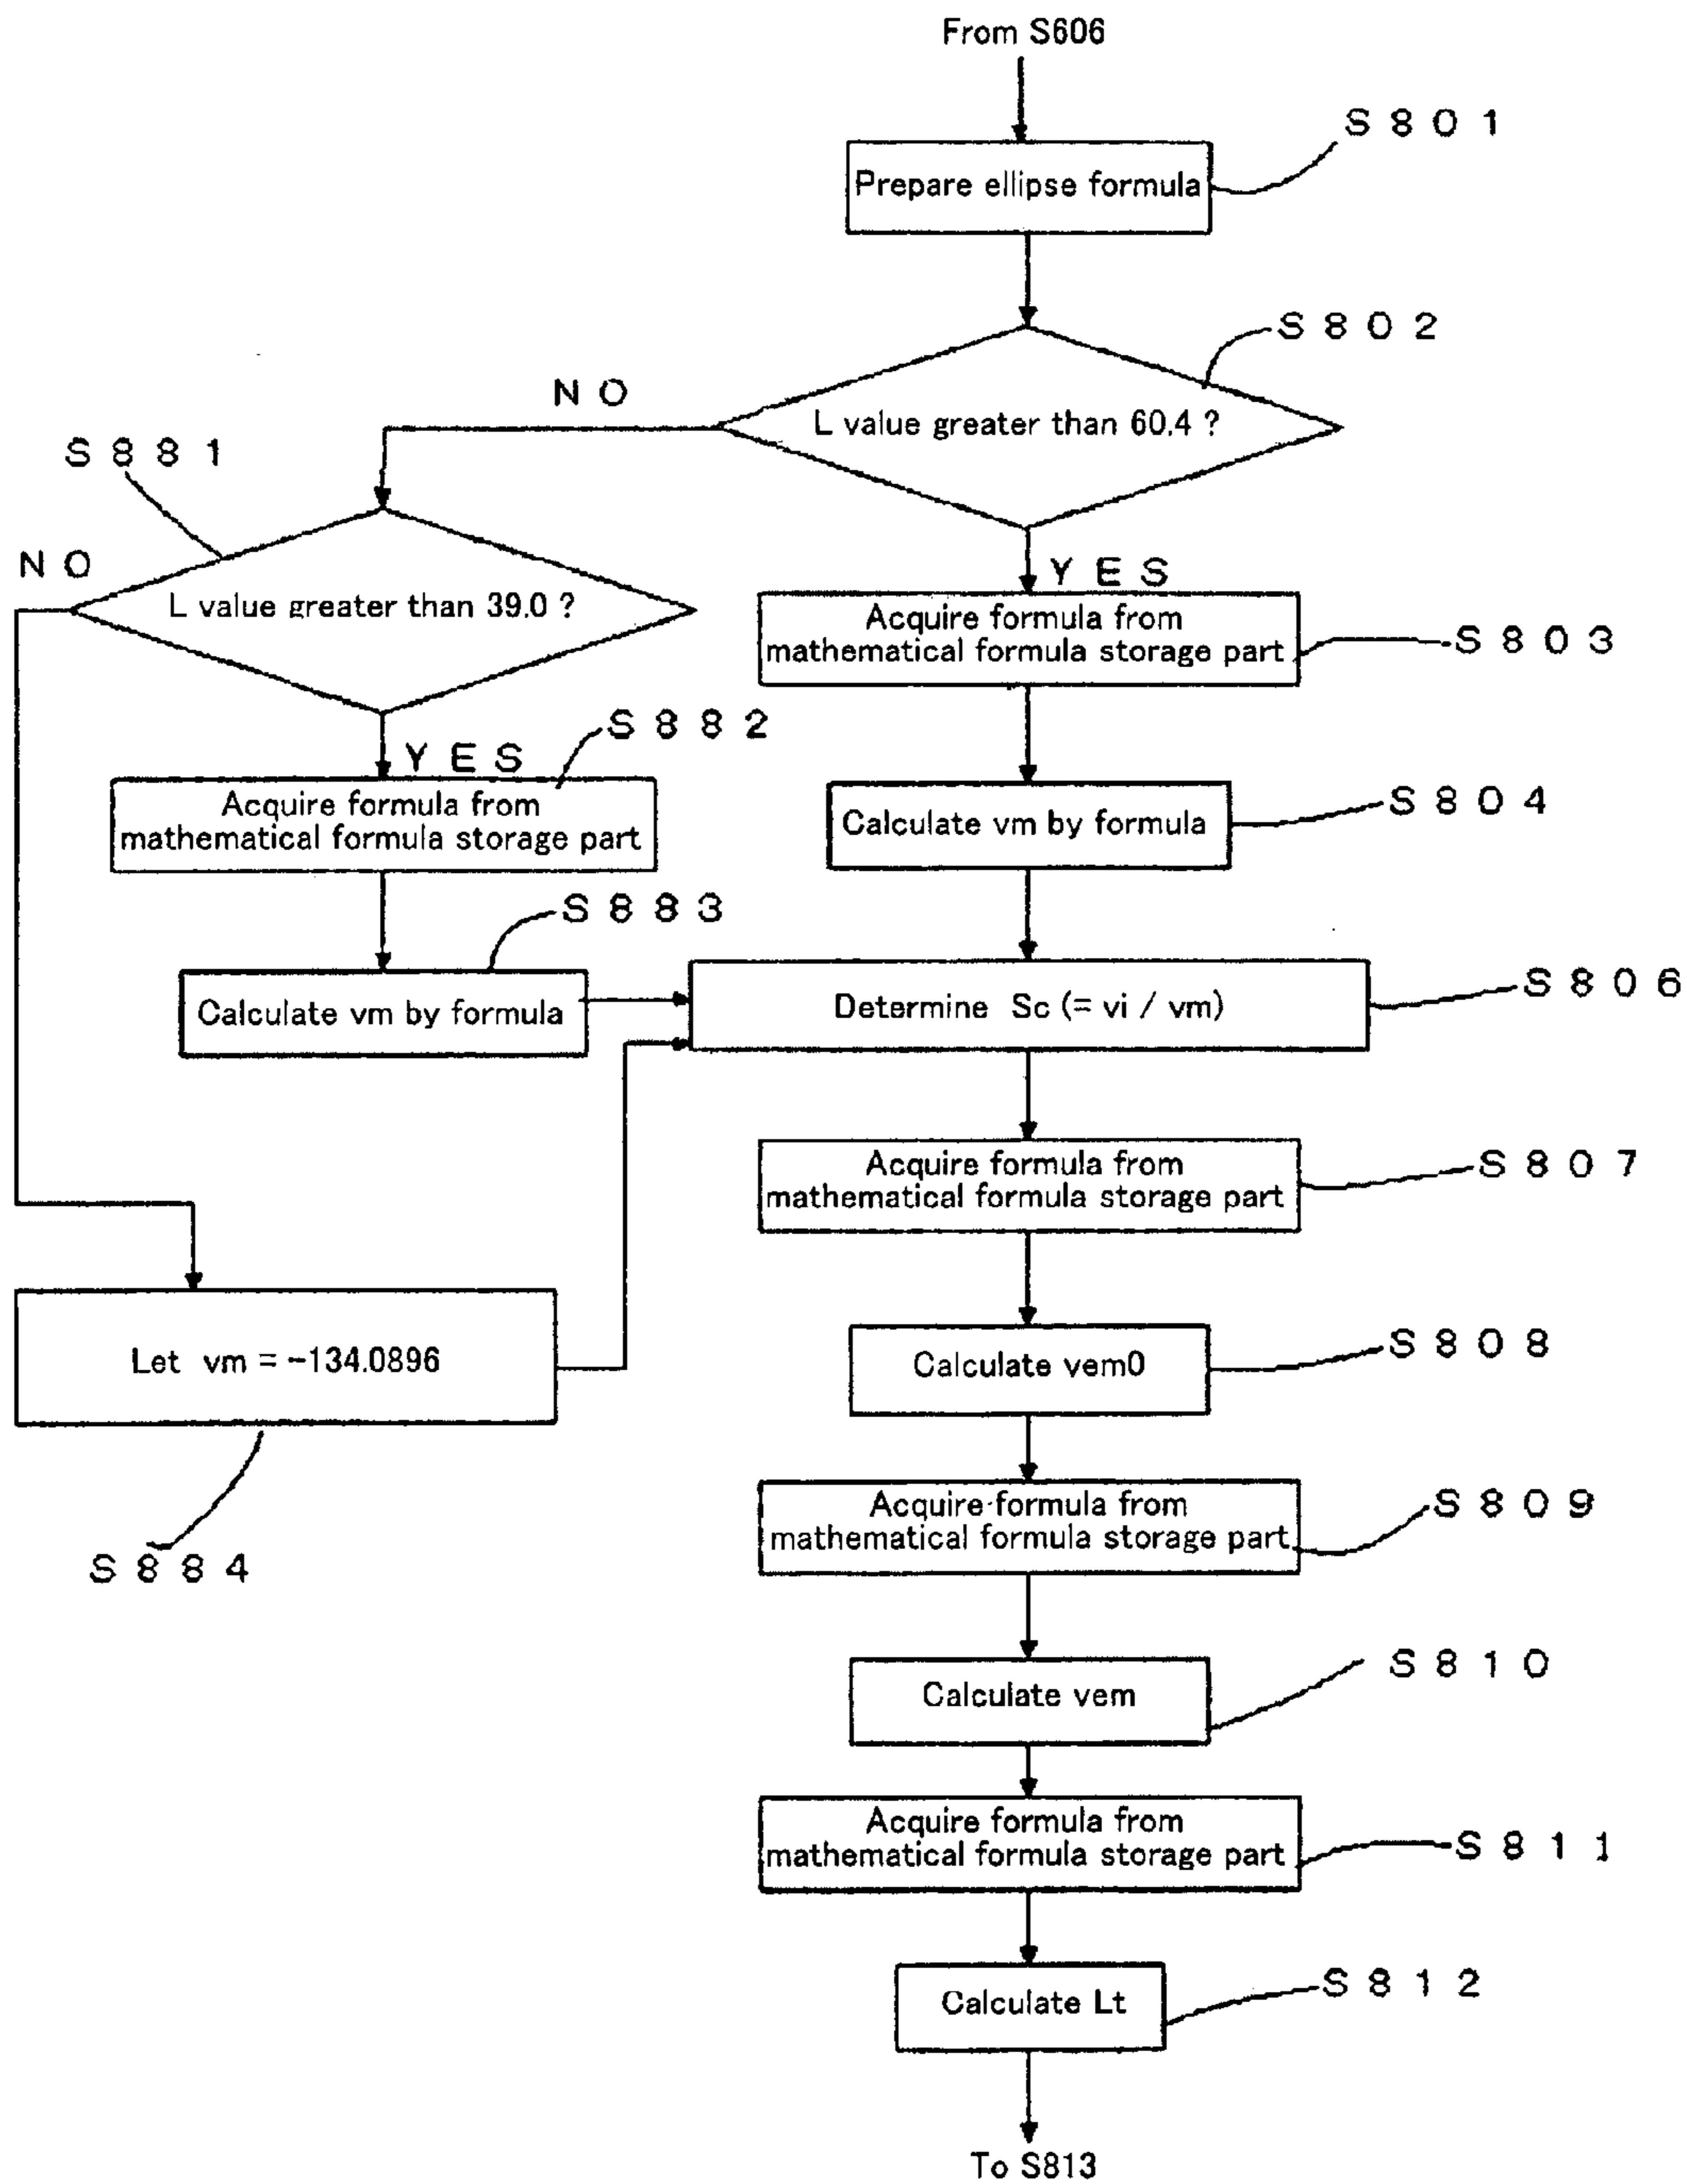 From S606
S801
Prepare ellipse formula
S802
NO
L value greater than 60.4 ?
S881
NO
L value greater than 39.0 ?
YES
Acquire formula from
mathematical formula storage part
S803
S882
YES
Acquire formula from
mathematical formula storage part
S804
Calculate vm by formula
S883
Calculate vm by formula
Determine Sc (= vi / vm)
S806
Acquire formula from
mathematical formula storage part
S807
Let vm = -134.0896
S884
Calculate vem0
S808
Acquire formula from
mathematical formula storage part
S809
Calculate vem
S810
Acquire formula from
mathematical formula storage part
S811
Calculate Lt
S812
To S813